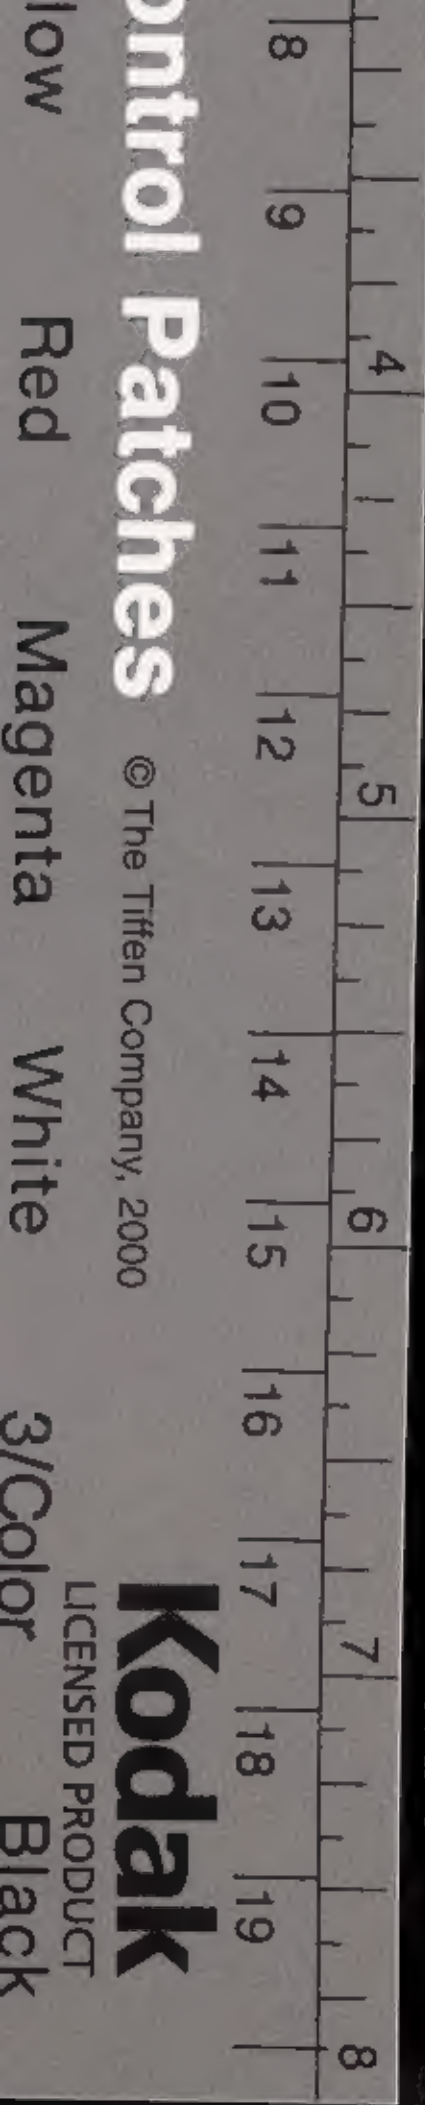 4 5 6 7 8
8 9 10 11 12 13 14 15 16 17 18 19
ontrol Patches © The Tiffen Company, 2000 Kodak
LICENSED PRODUCT
low Red Magenta White 3/Color Black